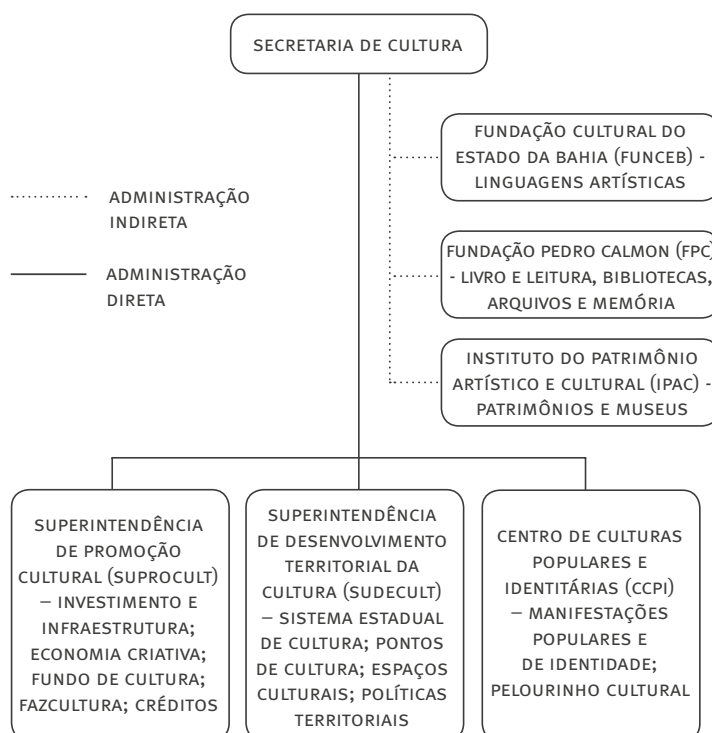 SECRETARIA DE CULTURA
FUNDAÇÃO CULTURAL DO
ESTADO DA BAHIA (FUNCEB) -
LINGUAGENS ARTÍSTICAS
ADMINISTRAÇÃO
INDIRETA
ADMINISTRAÇÃO
DIRETA
FUNDAÇÃO PEDRO CALMON (FPC)
- LIVRO E LEITURA, BIBLIOTECAS,
ARQUIVOS E MEMÓRIA
INSTITUTO DO PATRIMÔNIO
ARTÍSTICO E CULTURAL (IPAC) -
PATRIMÔNIOS E MUSEUS
SUPERINTENDÊNCIA
DE PROMOÇÃO
CULTURAL (SUPROCULT)
– INVESTIMENTO E
INFRAESTRUTURA;
ECONOMIA CRIATIVA;
FUNDO DE CULTURA;
FAZCULTURA; CRÉDITOS
SUPERINTENDÊNCIA
DE DESENVOLVIMENTO
TERRITORIAL DA
CULTURA (SUDECULT)
– SISTEMA ESTADUAL
DE CULTURA; PONTOS
DE CULTURA; ESPAÇOS
CULTURAIS; POLÍTICAS
TERRITORIAIS
CENTRO DE CULTURAS
POPULARES E
IDENTITÁRIAS (CCPI)
– MANIFESTAÇÕES
POPULARES E
DE IDENTIDADE;
PELOURINHO CULTURAL